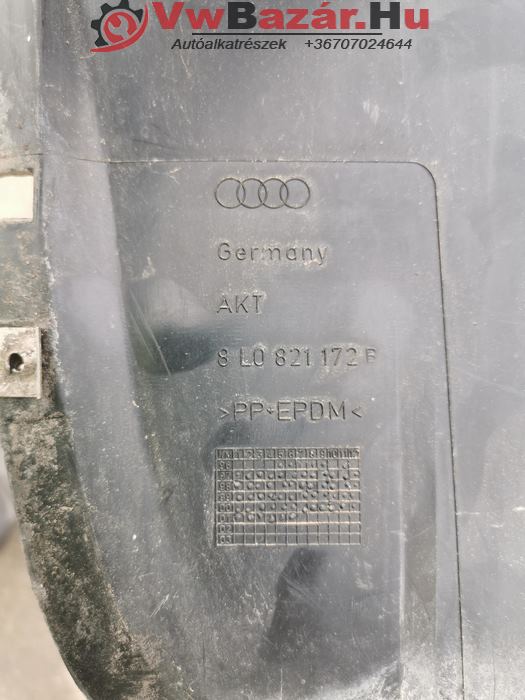 VwBazár.Hu
Autóalkatrészek +36707024644
Germany
AKT
8 L0 821 172 B
>PP+EPDM<